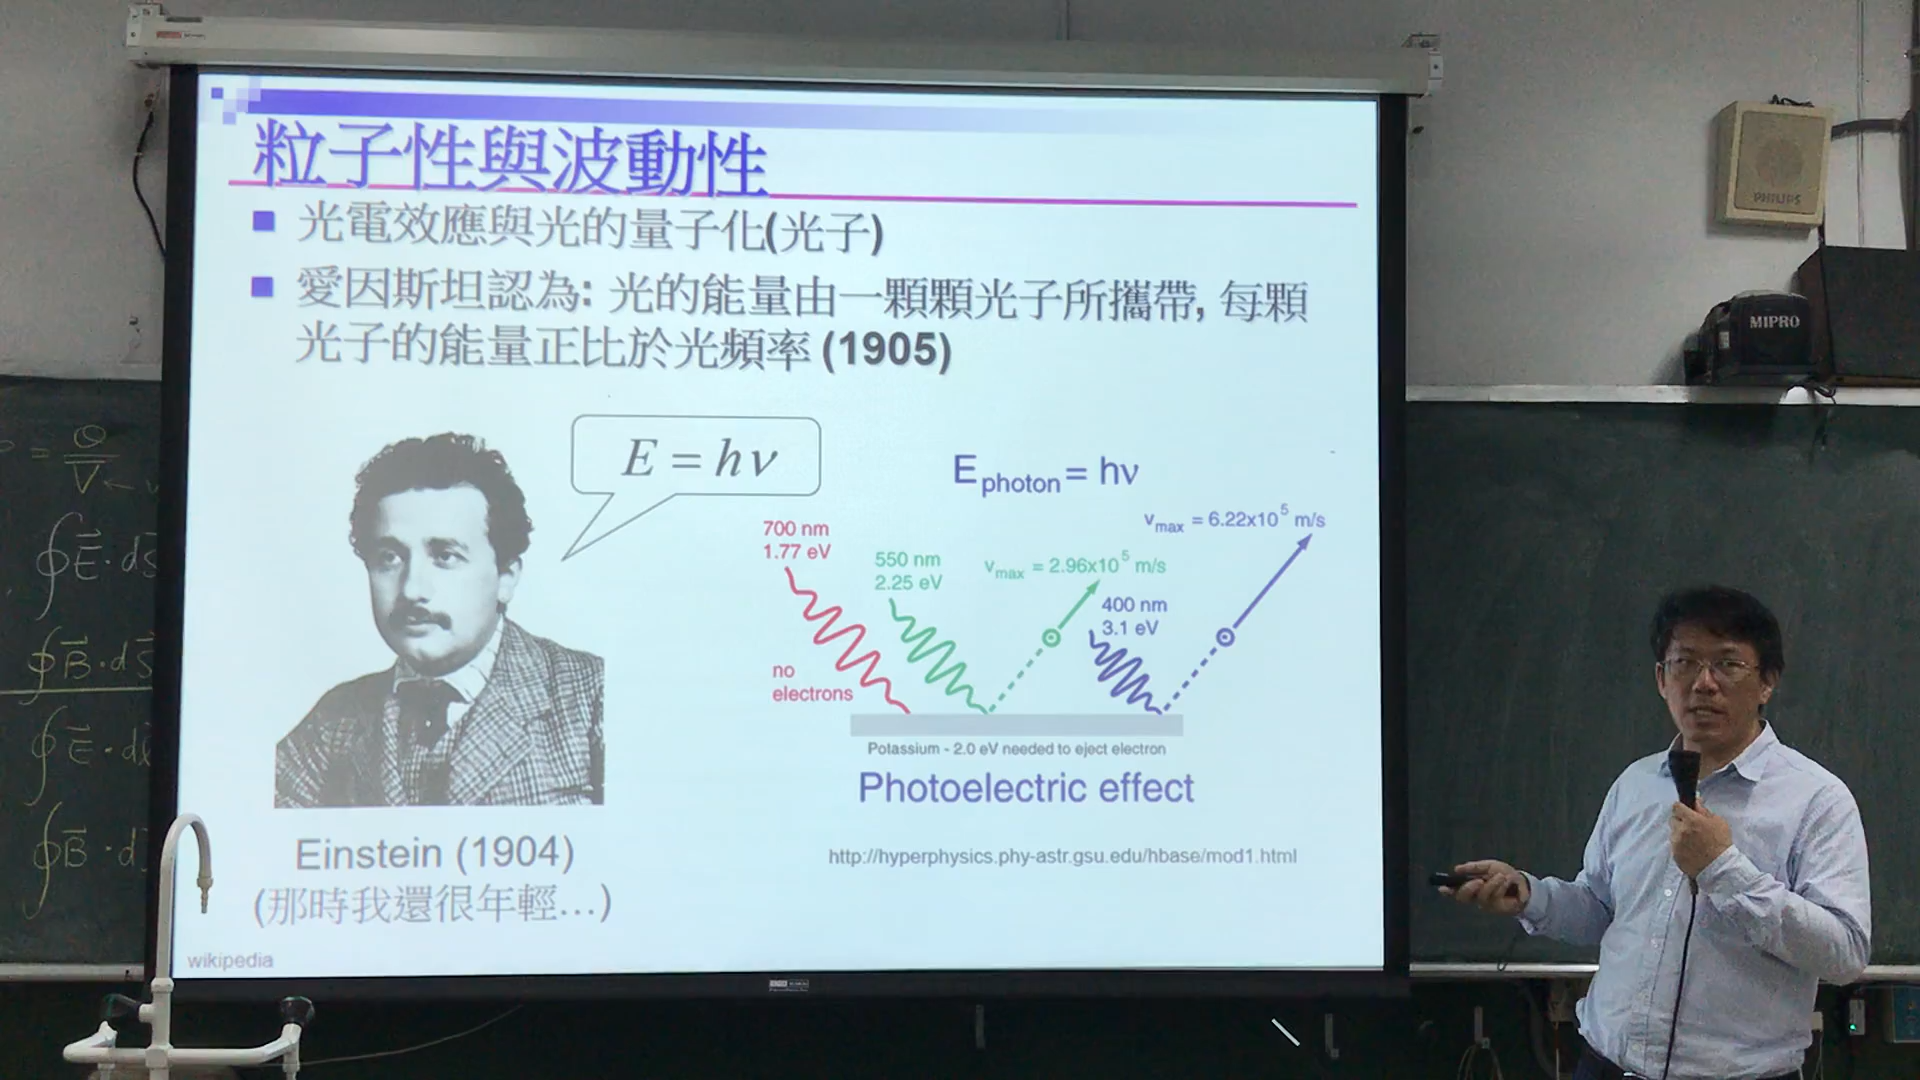 粒子性與波動性
光電效應與光的量子化(光子)
愛因斯坦認為: 光的能量由一顆顆光子所攜帶, 每顆
光子的能量正比於光頻率 (1905)
E = hν
E photon = hν
700 nm
1.77 eV
550 nm
2.25 eV
vmax = 2.96x10^5 m/s
vmax = 6.22x10^5 m/s
400 nm
3.1 eV
no
electrons
Potassium - 2.0 eV needed to eject electron
Photoelectric effect
http://hyperphysics.phy-astr.gsu.edu/hbase/mod1.html
Einstein (1904)
(那時我還很年輕...)
wikipedia
PHILIPS
MIPRO
∮E⃗·dS
∮B⃗·dS
∮E⃗·dl
∮B⃗·d